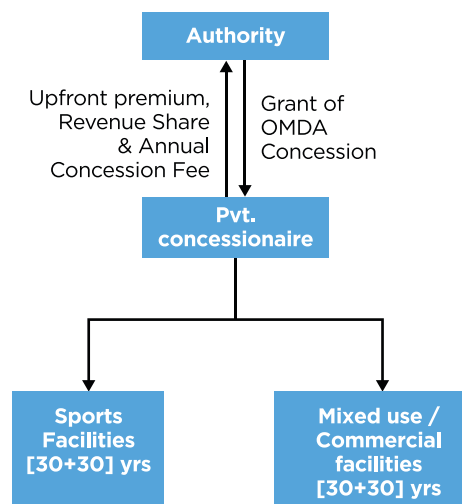 Authority
Upfront premium,
Revenue Share
& Annual
Concession Fee
Grant of
OMDA
Concession
Pvt.
concessionaire
Sports
Facilities
[30+30] yrs
Mixed use /
Commercial
facilities
[30+30] yrs